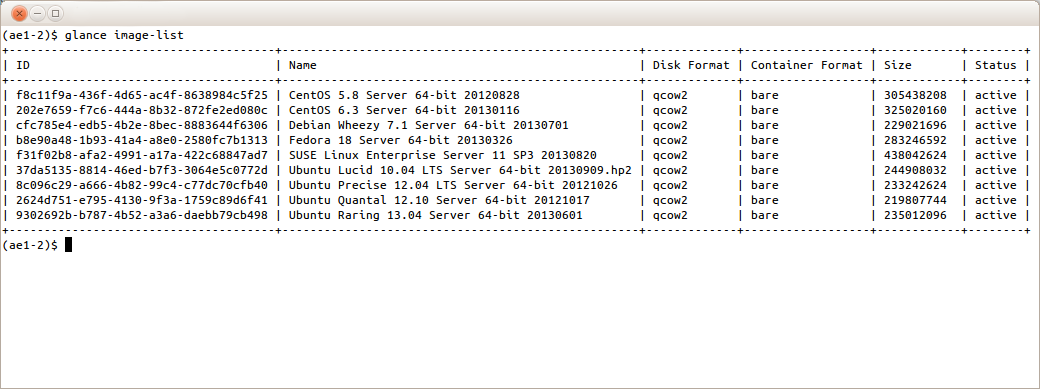 (ae1-2)$ glance image-list
+--------------------------------------+---------------------------------------------------+-------------+------------------+------------+--------+
| ID                                   | Name                                              | Disk Format | Container Format | Size       | Status |
+--------------------------------------+---------------------------------------------------+-------------+------------------+------------+--------+
| f8c11f9a-436f-4d65-ac4f-8638984c5f25 | CentOS 5.8 Server 64-bit 20120828                 | qcow2       | bare             | 305438208  | active |
| 202e7659-f7c6-444a-8b32-872fe2ed080c | CentOS 6.3 Server 64-bit 20130116                 | qcow2       | bare             | 325020160  | active |
| cfc785e4-edb5-4b2e-8bec-8883644f6306 | Debian Wheezy 7.1 Server 64-bit 20130701          | qcow2       | bare             | 229021696  | active |
| b8e90a48-1b93-41a4-a8e0-2580fc7b1313 | Fedora 18 Server 64-bit 20130326                  | qcow2       | bare             | 283246592  | active |
| f31f02b8-afa2-4991-a17a-422c68847ad7 | SUSE Linux Enterprise Server 11 SP3 20130820      | qcow2       | bare             | 438042624  | active |
| 37da5135-8814-46ed-b7f3-3064e5c0772d | Ubuntu Lucid 10.04 LTS Server 64-bit 20130909.hp2 | qcow2       | bare             | 244908032  | active |
| 8c096c29-a666-4b82-99c4-c77dc70cfb40 | Ubuntu Precise 12.04 LTS Server 64-bit 20121026   | qcow2       | bare             | 233242624  | active |
| 2624d751-e795-4130-9f3a-1759c89d6f41 | Ubuntu Quantal 12.10 Server 64-bit 20121017       | qcow2       | bare             | 219807744  | active |
| 9302692b-b787-4b52-a3a6-daebb79cb498 | Ubuntu Raring 13.04 Server 64-bit 20130601        | qcow2       | bare             | 235012096  | active |
+--------------------------------------+---------------------------------------------------+-------------+------------------+------------+--------+
(ae1-2)$